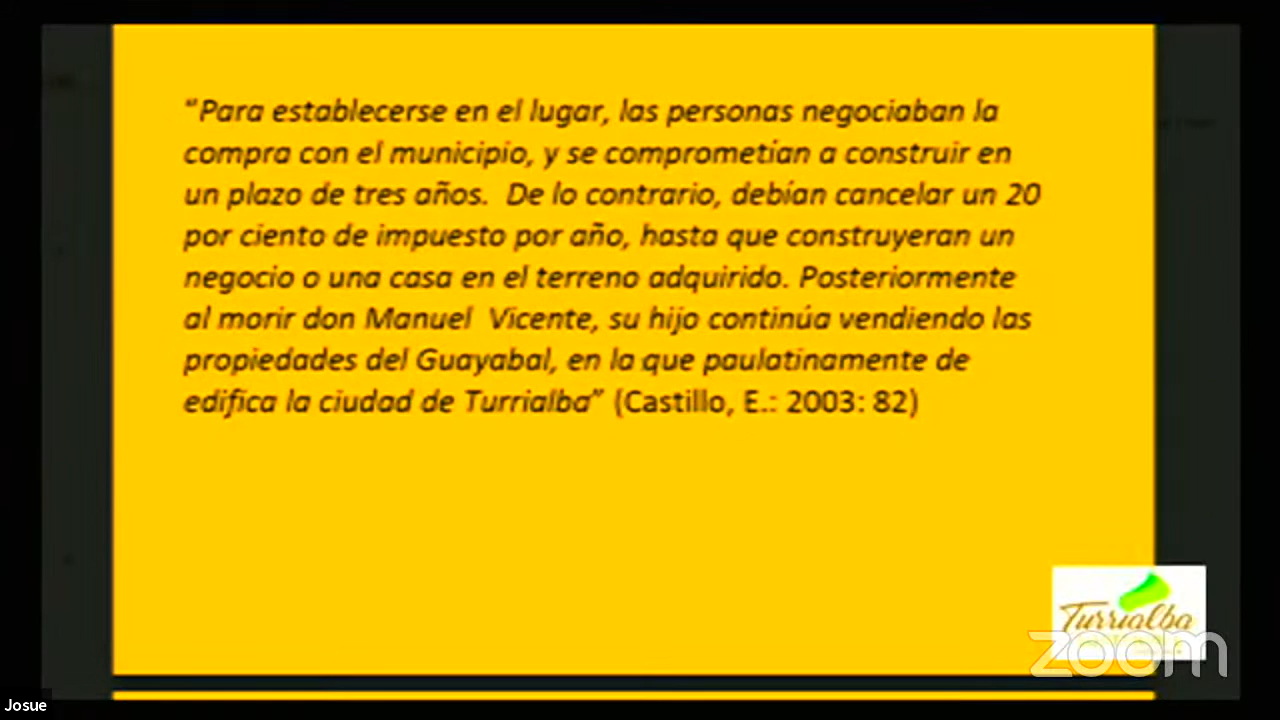 “Para establecerse en el lugar, las personas negociaban la
compra con el municipio, y se comprometían a construir en
un plazo de tres años.  De lo contrario, debían cancelar un 20
por ciento de impuesto por año, hasta que construyeran un
negocio o una casa en el terreno adquirido. Posteriormente
al morir don Manuel  Vicente, su hijo continúa vendiendo las
propiedades del Guayabal, en la que paulatinamente de
edifica la ciudad de Turrialba” (Castillo, E.: 2003: 82)
Turrialba
zoom
Josue